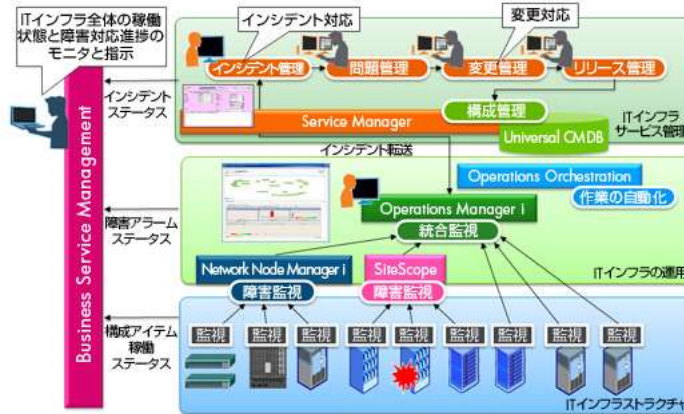 ITインフラ全体の稼働
状態と障害対応進捗の
モニタと指示
インシデント対応
変更対応
インシデント管理
問題管理
変更管理
リリース管理
インシデント
ステータス
構成管理
Service Manager
Universal CMDB
ITインフラ
サービス管理
Business Service Management
インシデント転送
Operations Orchestration
作業の自動化
Operations Manager i
統合監視
障害アラーム
ステータス
Network Node Manager i
障害監視
SiteScope
障害監視
ITインフラの運用
構成アイテム
稼働
ステータス
監視
監視
監視
監視
監視
監視
監視
監視
監視
ITインフラストラクチャ